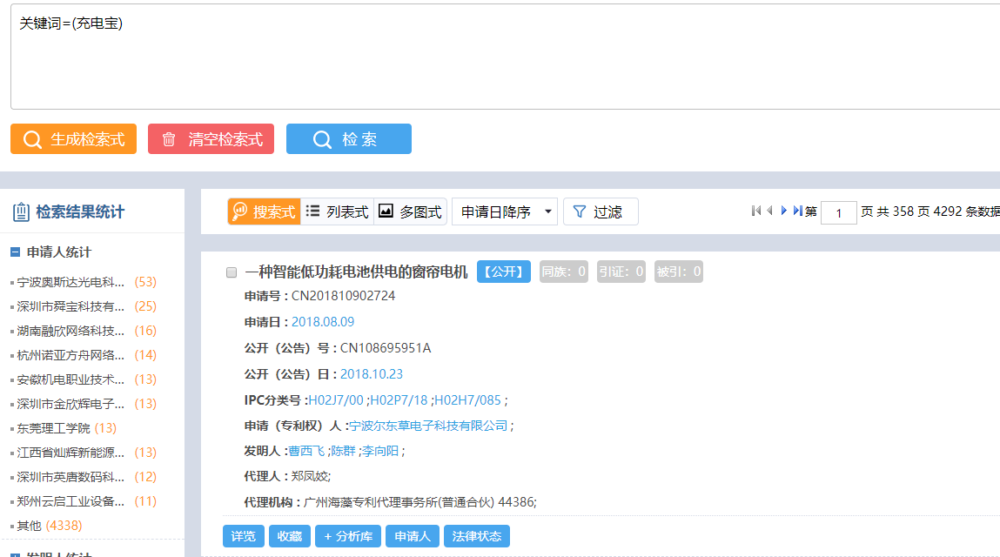 关键词=(充电宝)
生成检索式 清空检索式 检 索
检索结果统计
申请人统计
宁波奥斯达光电科... (53)
深圳市舜宝科技有... (25)
湖南融欣网络科技... (16)
杭州诺亚方舟网络... (14)
安徽机电职业技术... (13)
深圳市金欣辉电子... (13)
东莞理工学院 (13)
江西省灿辉新能源... (13)
深圳市英唐数码科... (12)
郑州云启工业设备... (11)
其他 (4338)
搜索式 列表式 多图式 申请日降序 过滤 第 1 页 共 358 页 4292 条数据
一种智能低功耗电池供电的窗帘电机 【公开】 同族：0 引证：0 被引：0
申请号 : CN201810902724
申请日 : 2018.08.09
公开（公告）号 : CN108695951A
公开（公告）日 : 2018.10.23
IPC分类号 :H02J7/00 ;H02P7/18 ;H02H7/085 ;
申请（专利权）人 :宁波尔东草电子科技有限公司 ;
发明人 :曹西飞 ;陈群 ;李向阳 ;
代理人 : 郑凤姣;
代理机构 : 广州海藻专利代理事务所(普通合伙) 44386;
详览 收藏 + 分析库 申请人 法律状态